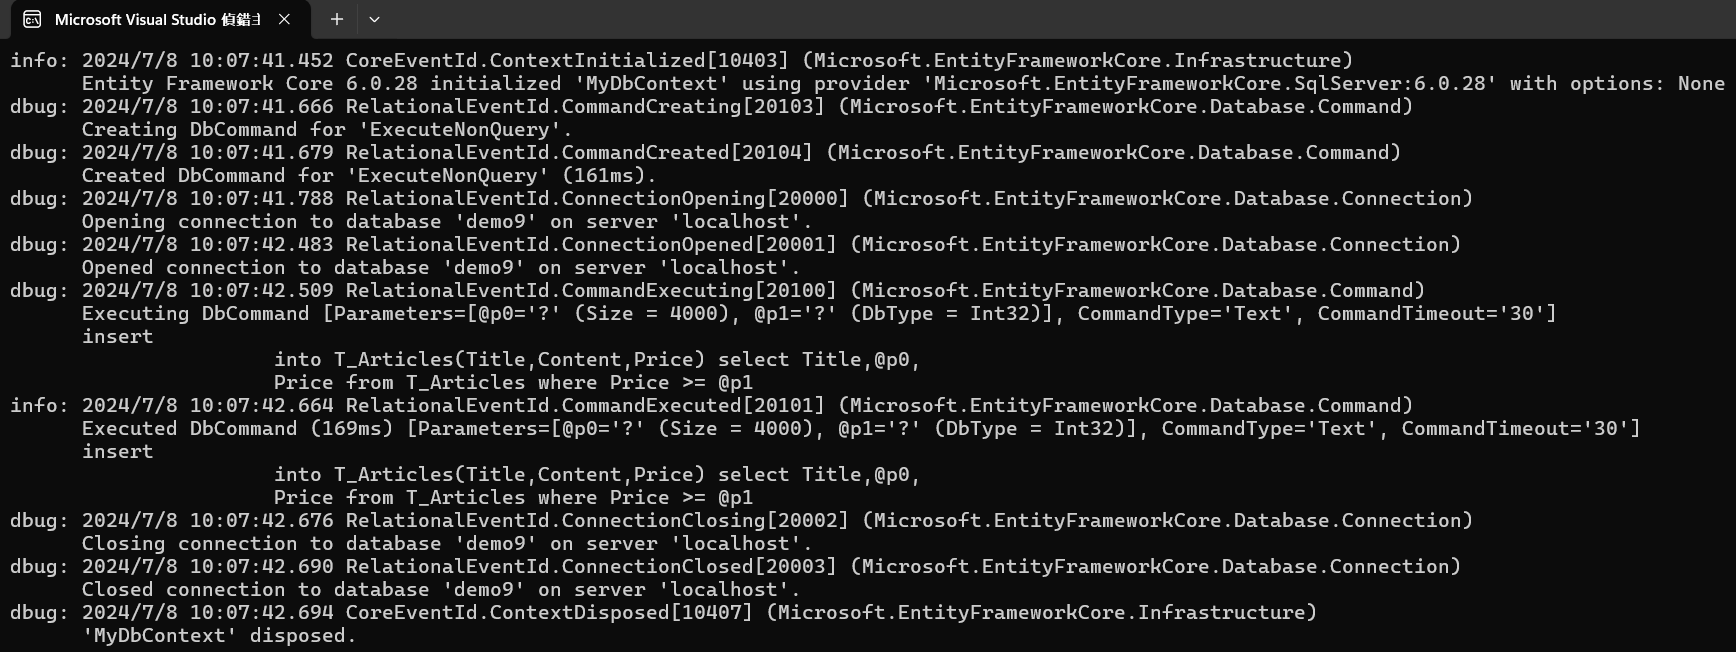 Microsoft Visual Studio 偵錯主
info: 2024/7/8 10:07:41.452 CoreEventId.ContextInitialized[10403] (Microsoft.EntityFrameworkCore.Infrastructure)
Entity Framework Core 6.0.28 initialized 'MyDbContext' using provider 'Microsoft.EntityFrameworkCore.SqlServer:6.0.28' with options: None
dbug: 2024/7/8 10:07:41.666 RelationalEventId.CommandCreating[20103] (Microsoft.EntityFrameworkCore.Database.Command)
Creating DbCommand for 'ExecuteNonQuery'.
dbug: 2024/7/8 10:07:41.679 RelationalEventId.CommandCreated[20104] (Microsoft.EntityFrameworkCore.Database.Command)
Created DbCommand for 'ExecuteNonQuery' (161ms).
dbug: 2024/7/8 10:07:41.788 RelationalEventId.ConnectionOpening[20000] (Microsoft.EntityFrameworkCore.Database.Connection)
Opening connection to database 'demo9' on server 'localhost'.
dbug: 2024/7/8 10:07:42.483 RelationalEventId.ConnectionOpened[20001] (Microsoft.EntityFrameworkCore.Database.Connection)
Opened connection to database 'demo9' on server 'localhost'.
dbug: 2024/7/8 10:07:42.509 RelationalEventId.CommandExecuting[20100] (Microsoft.EntityFrameworkCore.Database.Command)
Executing DbCommand [Parameters=[@p0='?' (Size = 4000), @p1='?' (DbType = Int32)], CommandType='Text', CommandTimeout='30']
insert
into T_Articles(Title,Content,Price) select Title,@p0,
Price from T_Articles where Price >= @p1
info: 2024/7/8 10:07:42.664 RelationalEventId.CommandExecuted[20101] (Microsoft.EntityFrameworkCore.Database.Command)
Executed DbCommand (169ms) [Parameters=[@p0='?' (Size = 4000), @p1='?' (DbType = Int32)], CommandType='Text', CommandTimeout='30']
insert
into T_Articles(Title,Content,Price) select Title,@p0,
Price from T_Articles where Price >= @p1
dbug: 2024/7/8 10:07:42.676 RelationalEventId.ConnectionClosing[20002] (Microsoft.EntityFrameworkCore.Database.Connection)
Closing connection to database 'demo9' on server 'localhost'.
dbug: 2024/7/8 10:07:42.690 RelationalEventId.ConnectionClosed[20003] (Microsoft.EntityFrameworkCore.Database.Connection)
Closed connection to database 'demo9' on server 'localhost'.
dbug: 2024/7/8 10:07:42.694 CoreEventId.ContextDisposed[10407] (Microsoft.EntityFrameworkCore.Infrastructure)
'MyDbContext' disposed.